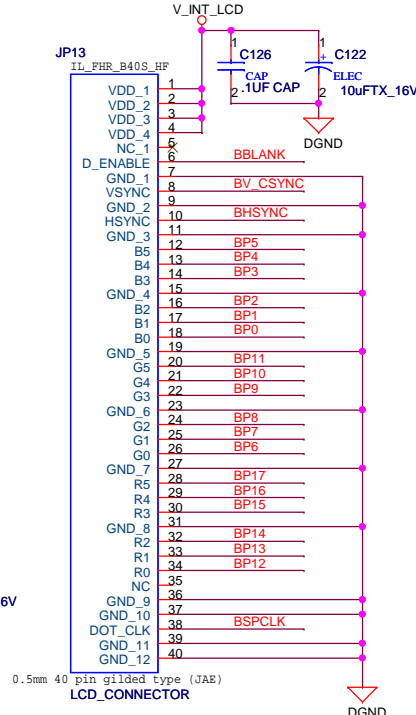 V_INT_LCD
JP13
IL_FHR_B40S_HF
1 C126 1 C122
CAP + ELEC
2 .1UF CAP 2 10uFTX_16V
DGND
VDD_1 1
VDD_2 2
VDD_3 3
VDD_4 4
NC_1 5
D_ENABLE 6 BBLANK
GND_1 7
VSYNC 8 BV_CSYNC
GND_2 9
HSYNC 10 BHSYNC
GND_3 11
B5 12 BP5
B4 13 BP4
B3 14 BP3
GND_4 15
B2 16 BP2
B1 17 BP1
B0 18 BP0
GND_5 19
G5 20 BP11
G4 21 BP10
G3 22 BP9
GND_6 23
G2 24 BP8
G1 25 BP7
G0 26 BP6
GND_7 27
R5 28 BP17
R4 29 BP16
R3 30 BP15
GND_8 31
R2 32 BP14
R1 33 BP13
R0 34 BP12
NC 35
6V GND_9 36
GND_10 37
DOT_CLK 38 BSPCLK
GND_11 39
GND_12 40
0.5mm 40 pin gilded type (JAE)
LCD_CONNECTOR
DGND